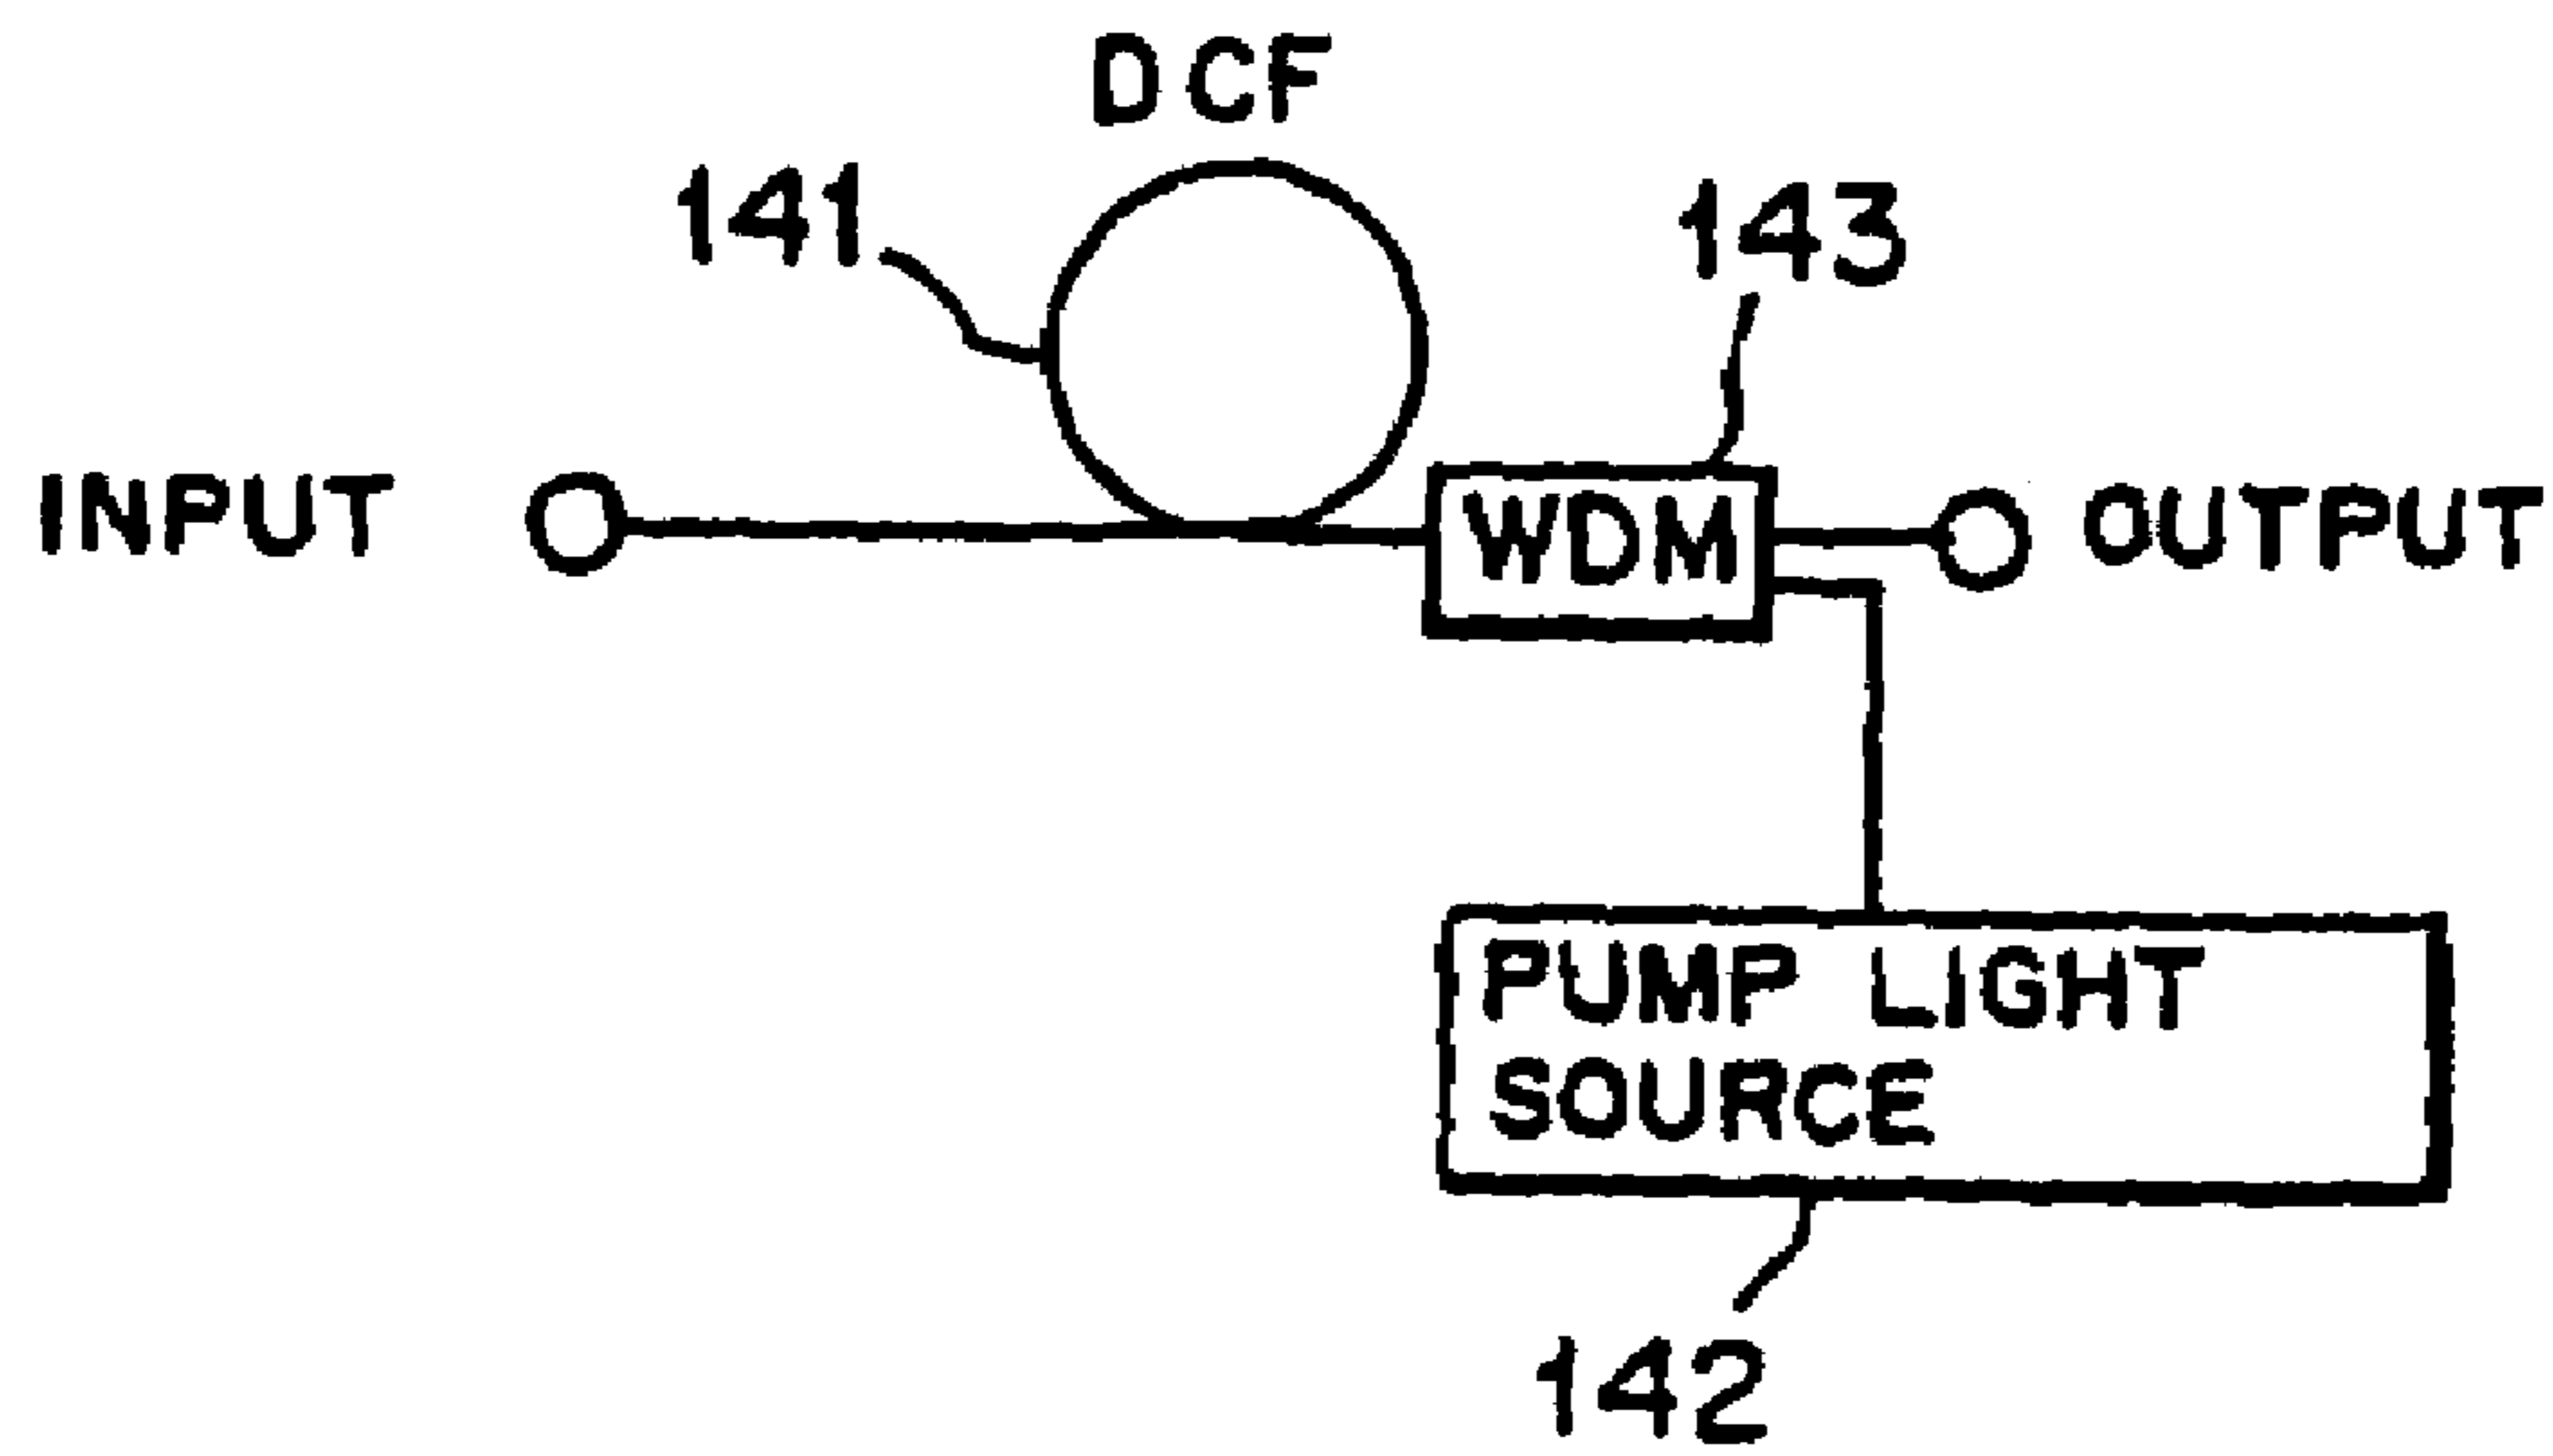 DCF
141
143
INPUT
WDM
OUTPUT
PUMP LIGHT
SOURCE
142